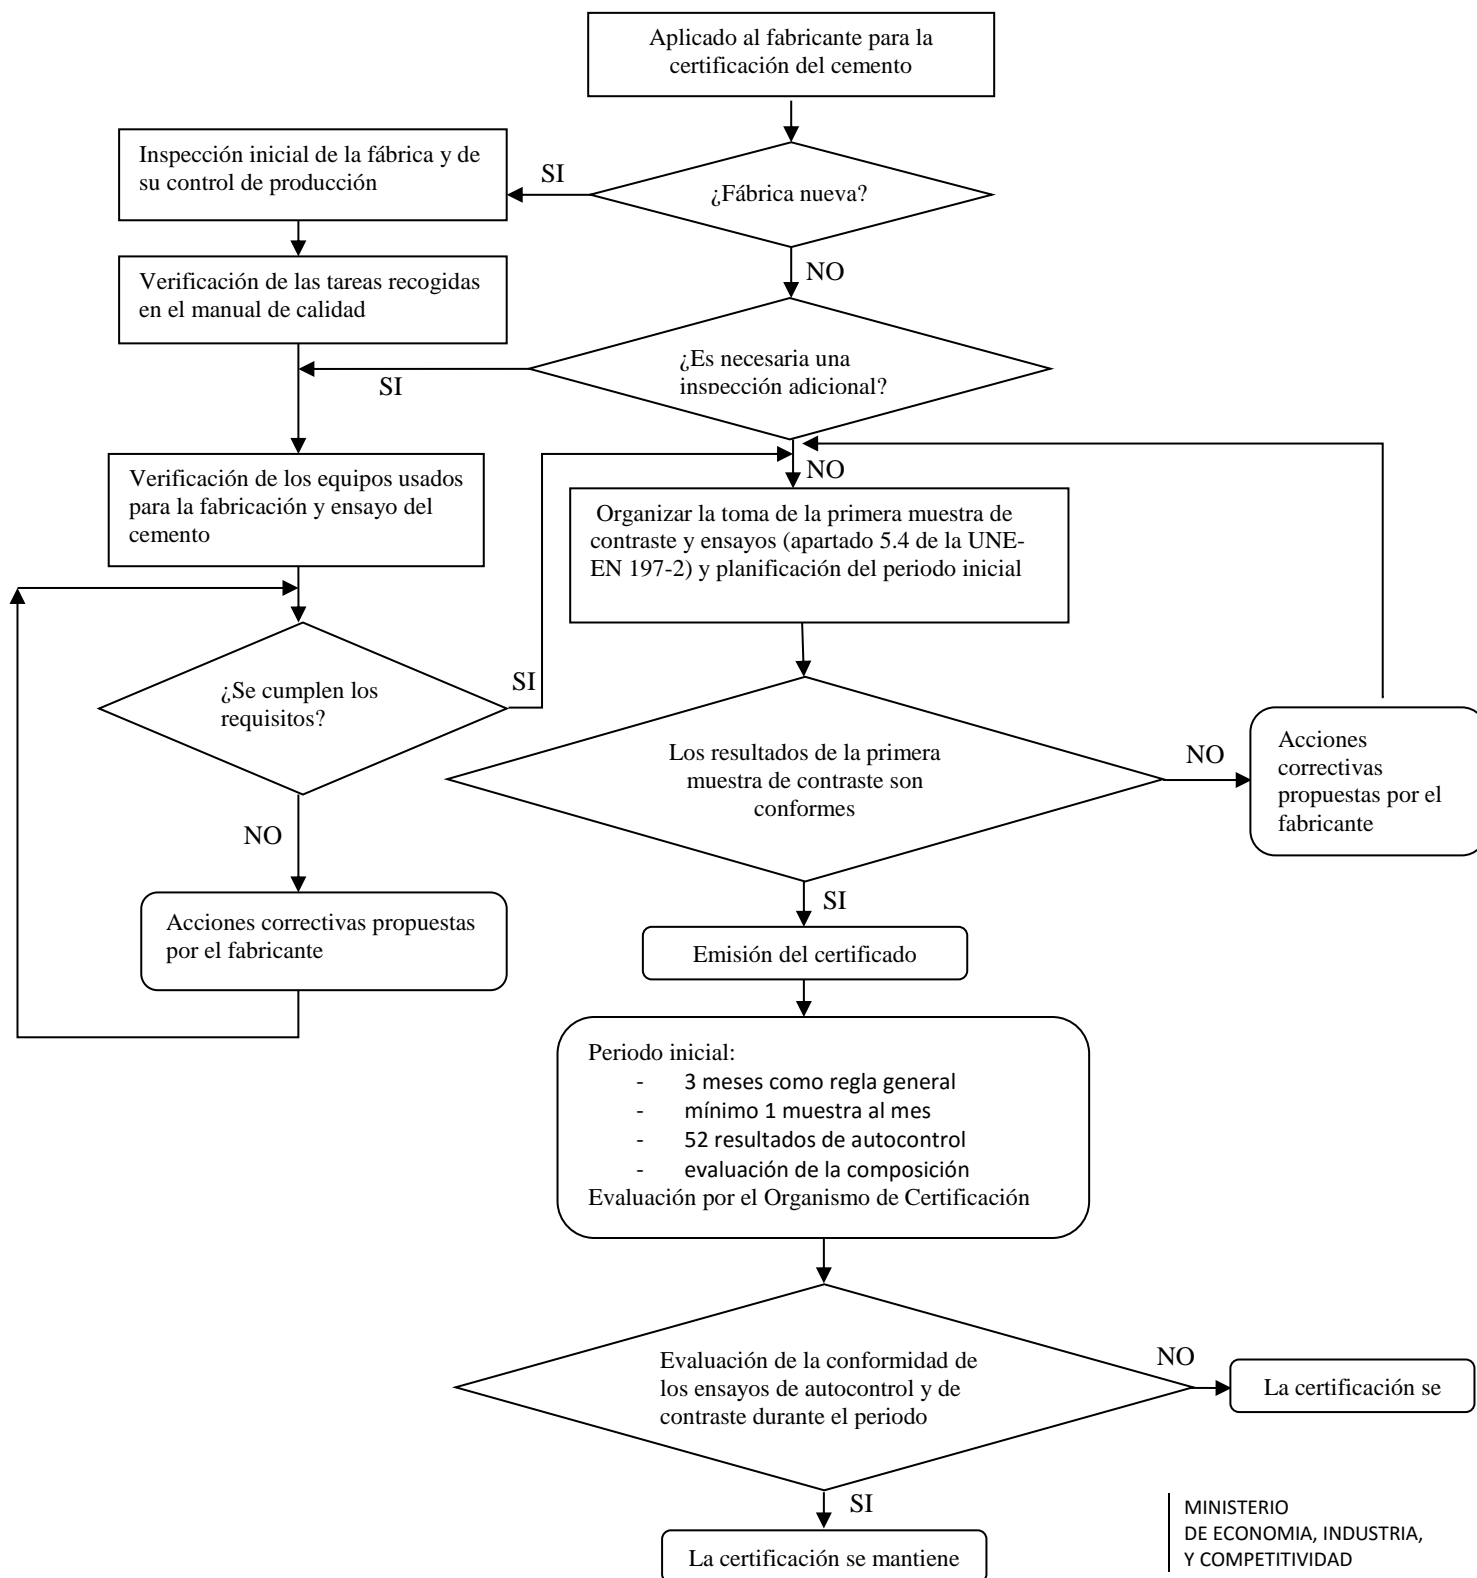 Aplicado al fabricante para la
certificación del cemento
Inspección inicial de la fábrica y de
su control de producción
SI
¿Fábrica nueva?
NO
Verificación de las tareas recogidas
en el manual de calidad
¿Es necesaria una
inspección adicional?
SI
NO
Verificación de los equipos usados
para la fabricación y ensayo del
cemento
Organizar la toma de la primera muestra de
contraste y ensayos (apartado 5.4 de la UNE-
EN 197-2) y planificación del periodo inicial
¿Se cumplen los
requisitos?
SI
NO
Los resultados de la primera
muestra de contraste son
conformes
NO
Acciones
correctivas
propuestas por el
fabricante
SI
Acciones correctivas propuestas
por el fabricante
Emisión del certificado
Periodo inicial:
- 3 meses como regla general
- mínimo 1 muestra al mes
- 52 resultados de autocontrol
- evaluación de la composición
Evaluación por el Organismo de Certificación
Evaluación de la conformidad de
los ensayos de autocontrol y de
contraste durante el periodo
NO
La certificación se
SI
La certificación se mantiene
MINISTERIO
DE ECONOMIA, INDUSTRIA,
Y COMPETITIVIDAD